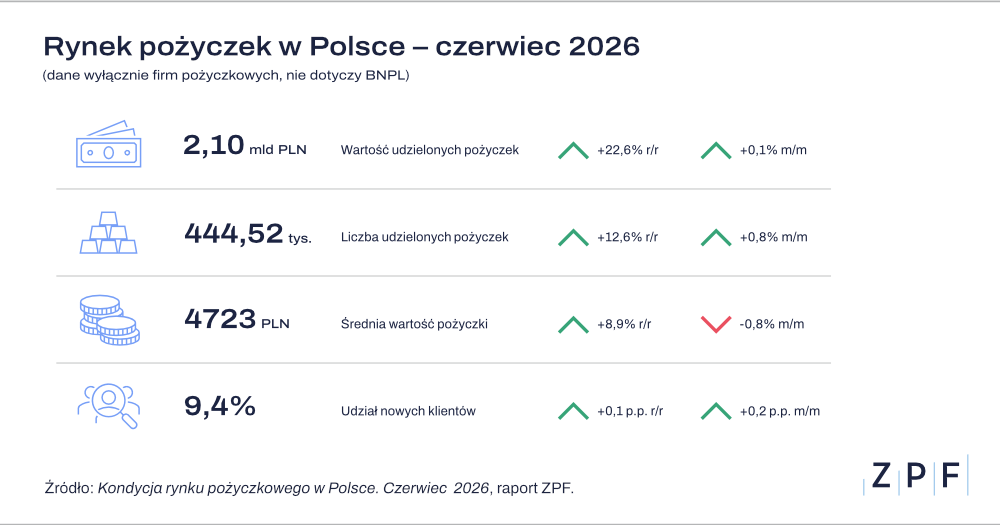 Rynek pożyczek w Polsce – czerwiec 2026
(dane wyłącznie firm pożyczkowych, nie dotyczy BNPL)
2,10 mld PLN Wartość udzielonych pożyczek +22,6% r/r +0,1% m/m
444,52 tys. Liczba udzielonych pożyczek +12,6% r/r +0,8% m/m
4723 PLN Średnia wartość pożyczki +8,9% r/r -0,8% m/m
9,4% Udział nowych klientów +0,1 p.p. r/r +0,2 p.p. m/m
Źródło: Kondycja rynku pożyczkowego w Polsce. Czerwiec 2026, raport ZPF.
ZPF